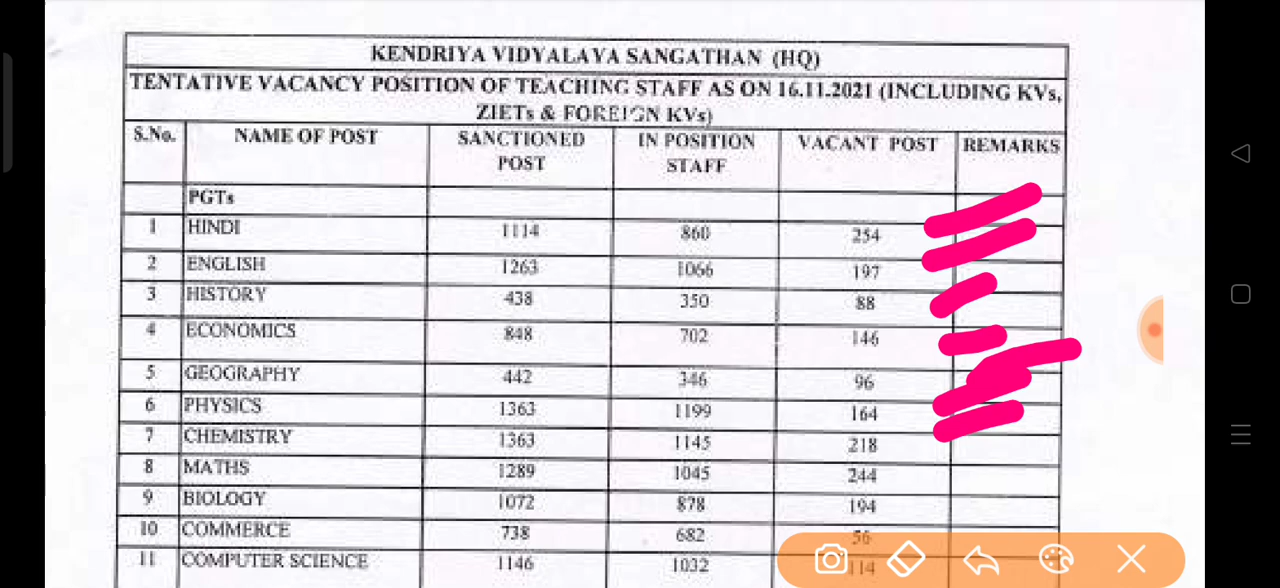 KENDRIYA VIDYALAYA SANGATHAN (HQ)
TENTATIVE VACANCY POSITION OF TEACHING STAFF AS ON 16.11.2021 (INCLUDING KVs,
ZIETs & FOREIGN KVs)
S.No. NAME OF POST SANCTIONED POST IN POSITION STAFF VACANT POST REMARKS
PGTs
1 HINDI 1114 860 254
2 ENGLISH 1263 1066 197
3 HISTORY 438 350 88
4 ECONOMICS 848 702 146
5 GEOGRAPHY 442 346 96
6 PHYSICS 1363 1199 164
7 CHEMISTRY 1363 1145 218
8 MATHS 1289 1045 244
9 BIOLOGY 1072 878 194
10 COMMERCE 738 682 56
11 COMPUTER SCIENCE 1146 1032 114